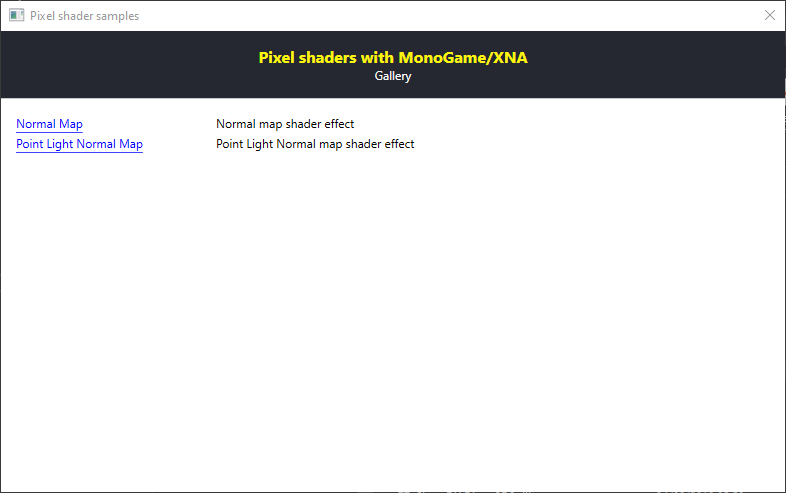 Pixel shader samples
Pixel shaders with MonoGame/XNA
Gallery
Normal Map Normal map shader effect
Point Light Normal Map Point Light Normal map shader effect